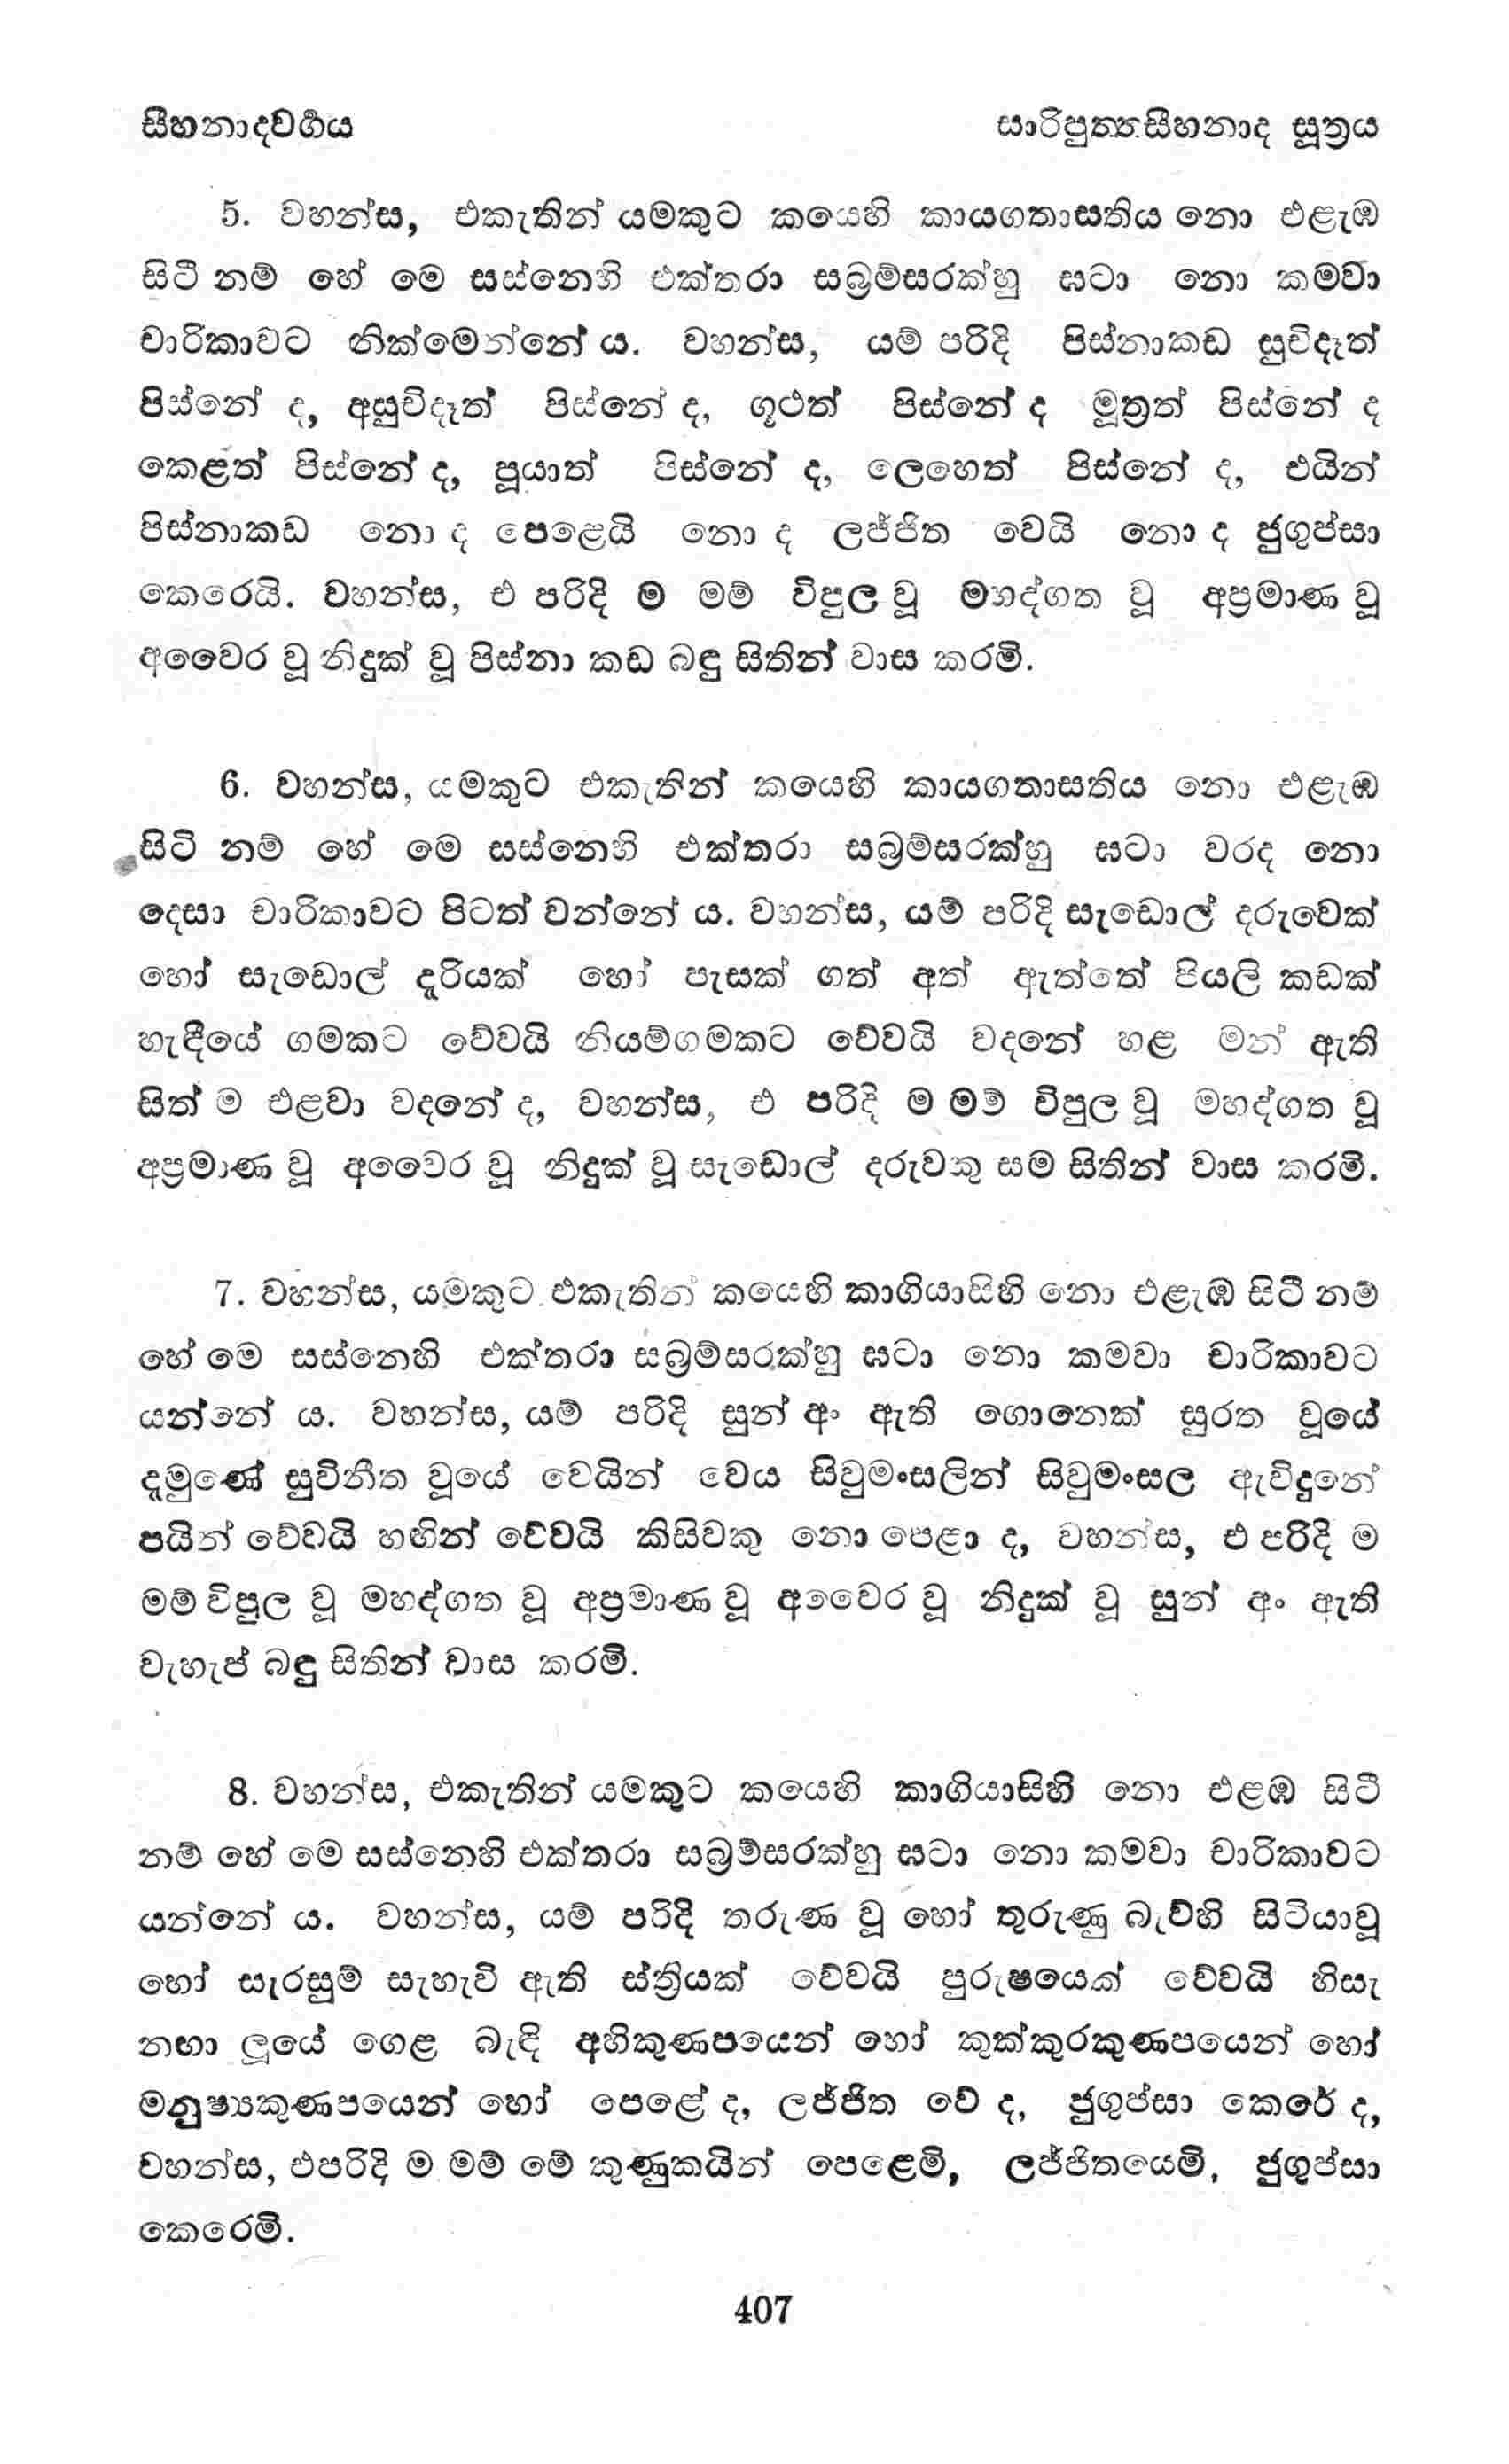 සීහනාදවර්‍ගය
සාරිපුත්තසීහනාද සූත්‍රය
5. වහන්ස, එකැතින් යමකුට කයෙහි කායගතාසතිය නො එළැඹ
සිටී නම් හේ මෙ සස්නෙහි එක්තරා සබ්‍රම්සරක්හු ඝටා නො කමවා
චාරිකාවට නික්මෙන්නේ ය. වහන්ස, යම් පරිදි පිස්නාකඩ සුචිදෑත්
පිස්නේ ද, අසුචිදෑත් පිස්නේ ද, ගූථත් පිස්නේ ද මූත්‍රත් පිස්නේ ද
කෙළත් පිස්නේ ද, පූයාත් පිස්නේ ද, ලෙහෙත් පිස්නේ ද, එයින්
පිස්නාකඩ නො ද පෙළෙයි නො ද ලජ්ජිත වෙයි නො ද ජුගුප්සා
කෙරෙයි. වහන්ස, එ පරිදි ම මම් විපුල වූ මහද්ගත වූ අප්‍රමාණ වූ
අවෛර වූ නිදුක් වූ පිස්නා කඩ බඳු සිතින් වාස කරමි.
6. වහන්ස, යමකුට එකැතින් කයෙහි කායගතාසතිය නො එළැඹ
සිටි නම් හේ මෙ සස්නෙහි එක්තරා සබ්‍රම්සරක්හු ඝටා වරද නො
දෙසා චාරිකාවට පිටත් වන්නේ ය. වහන්ස, යම් පරිදි සැඩොල් දරුවෙක්
හෝ සැඩොල් දැරියක් හෝ පැසක් ගත් අත් ඇත්තේ පියලි කඩක්
හැඳීයේ ගමකට වේවයි නියම්ගමකට වේවයි වදනේ හළ මන් ඇති
සිත් ම එළවා වදනේ ද, වහන්ස, එ පරිදි ම මම් විපුල වූ මහද්ගත වූ
අප්‍රමාණ වූ අවෛර වූ නිදුක් වූ සැඩොල් දරුවකු සම සිතින් වාස කරමි.
7. වහන්ස, යමකුට එකැතින් කයෙහි කාගියාසිහි නො එළැඹ සිටී නම්
හේ මෙ සස්නෙහි එක්තරා සබ්‍රම්සරක්හු ඝටා නො කමවා චාරිකාවට
යන්නේ ය. වහන්ස, යම් පරිදි සුන් අං ඇති ගොනෙක් සුරත වූයේ
දැමුණේ සුවිනීත වූයේ වෙයින් වෙය සිවුමංසලින් සිවුමංසල ඇවිදුනේ
පයින් වේවයි හඟින් වේවයි කිසිවකු නො පෙළා ද, වහන්ස, එ පරිදි ම
මම් විපුල වූ මහද්ගත වූ අප්‍රමාණ වූ අවෛර වූ නිදුක් වූ සුන් අං ඇති
වැහැප් බඳු සිතින් වාස කරමි.
8. වහන්ස, එකැතින් යමකුට කයෙහි කාගියාසිහි නො එළඹ සිටී
නම් හේ මෙ සස්නෙහි එක්තරා සබ්‍රම්සරක්හු ඝටා නො කමවා චාරිකාවට
යන්නේ ය. වහන්ස, යම් පරිදි තරුණ වූ හෝ තුරුණු බැව්හි සිටියාවූ
හෝ සැරසුම් සැහැවි ඇති ස්ත්‍රියක් වේවයි පුරුෂයෙක් වේවයි හිසැ
නහා ලූයේ ගෙළ බැඳි අහිකුණපයෙන් හෝ කුක්කුරකුණපයෙන් හෝ
මනුෂ්‍යකුණපයෙන් හෝ පෙළේ ද, ලජ්ජිත වේ ද, ජුගුප්සා කෙරේ ද,
වහන්ස, එපරිදි ම මම් මේ කුණුකයින් පෙළෙමි, ලජ්ජිතයෙමි, ජුගුප්සා
කෙරෙමි.
407